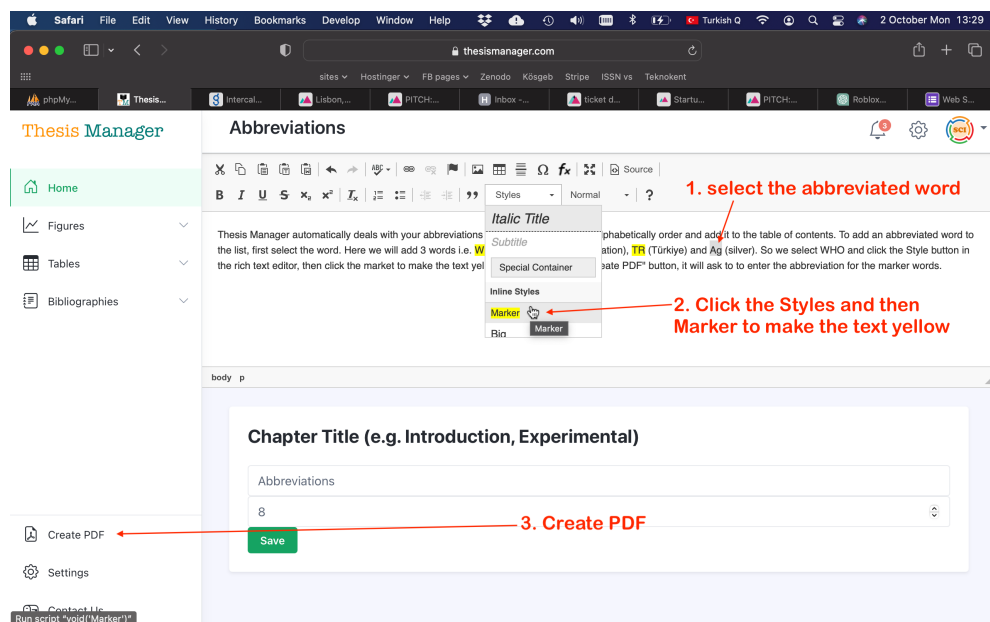 Safari File Edit View History Bookmarks Develop Window Help Turkish Q 2 October Mon 13:29
thesismanager.com
sites Hostinger FB pages Zenodo Kösgeb Stripe ISSN vs Teknokent
phpMy... Thesis... Intercal... Lisbon,... PITCH:... Inbox -... ticket d... Startu... PITCH:... Roblox... Web S...
Thesis Manager
Abbreviations
3
SCI
Home
Figures
Tables
Bibliographies
Create PDF
Settings
Contact Us
Run script "void('Marker')"
Source
Styles Normal ?
1. select the abbreviated word
Thesis Manager automatically deals with your abbreviations phabetically order and add it to the table of contents. To add an abbreviated word to
the list, first select the word. Here we will add 3 words i.e. W ation), TR (Türkiye) and Ag (silver). So we select WHO and click the Style button in
the rich text editor, then click the market to make the text yel eate PDF" button, it will ask to to enter the abbreviation for the marker words.
Italic Title
Subtitle
Special Container
Inline Styles
Marker
Marker
Big
2. Click the Styles and then
Marker to make the text yellow
body p
Chapter Title (e.g. Introduction, Experimental)
Abbreviations
8
Save
3. Create PDF